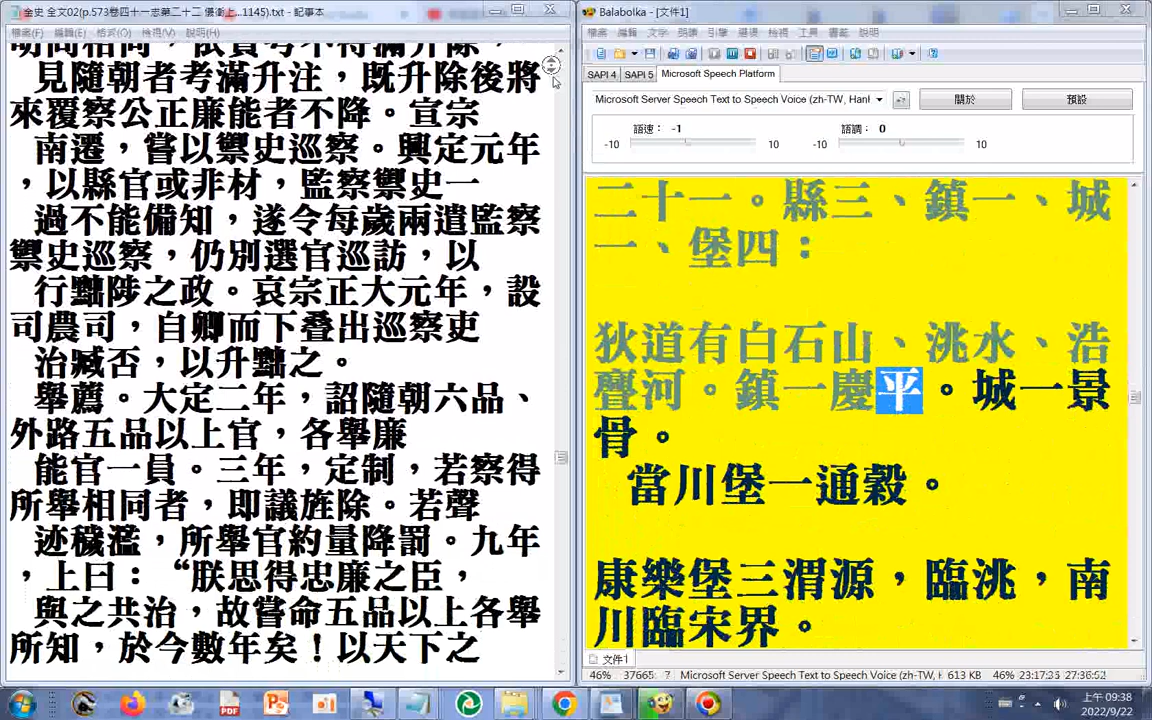 金史 全文02(p.573卷四十一志第二十二 儀衛上...1145).txt - 記事本
檔案(F) 編輯(E) 格式(O) 檢視(V) 說明(H)
明問相同，依資考不待滿升除，
見隨朝者考滿升注，既升除後將
來覆察公正廉能者不降。宣宗
南遷，嘗以禦史巡察。興定元年
，以縣官或非材，監察禦史一
過不能備知，遂令每歲兩遣監察
禦史巡察，仍別選官巡訪，以
行黜陟之政。哀宗正大元年，設
司農司，自卿而下叠出巡察吏
治臧否，以升黜之。
舉薦。大定二年，詔隨朝六品、
外路五品以上官，各舉廉
能官一員。三年，定制，若察得
所舉相同者，即議旌除。若聲
迹穢濫，所舉官約量降罰。九年
，上曰：“朕思得忠廉之臣，
與之共治，故嘗命五品以上各舉
所知，於今數年矣！以天下之
Balabolka - [文件1]
檔案 編輯 文字 朗讀 引擎 選項 檢視 工具 書籤 說明
SAPI 4 SAPI 5 Microsoft Speech Platform
Microsoft Server Speech Text to Speech Voice (zh-TW, HanH
關於 預設
語速： -1 語調： 0
-10 10 -10 10
二十一。縣三、鎮一、城
一、堡四：
狄道有白石山、洮水、浩
亹河。鎮一慶平。城一景
骨。
當川堡一通穀。
康樂堡三渭源，臨洮，南
川臨宋界。
文件1
46% 37665 Microsoft Server Speech Text to Speech Voice (zh-TW, H 613 KB 46% 23:17:35 27:36:52
上午 09:38
2022/9/22